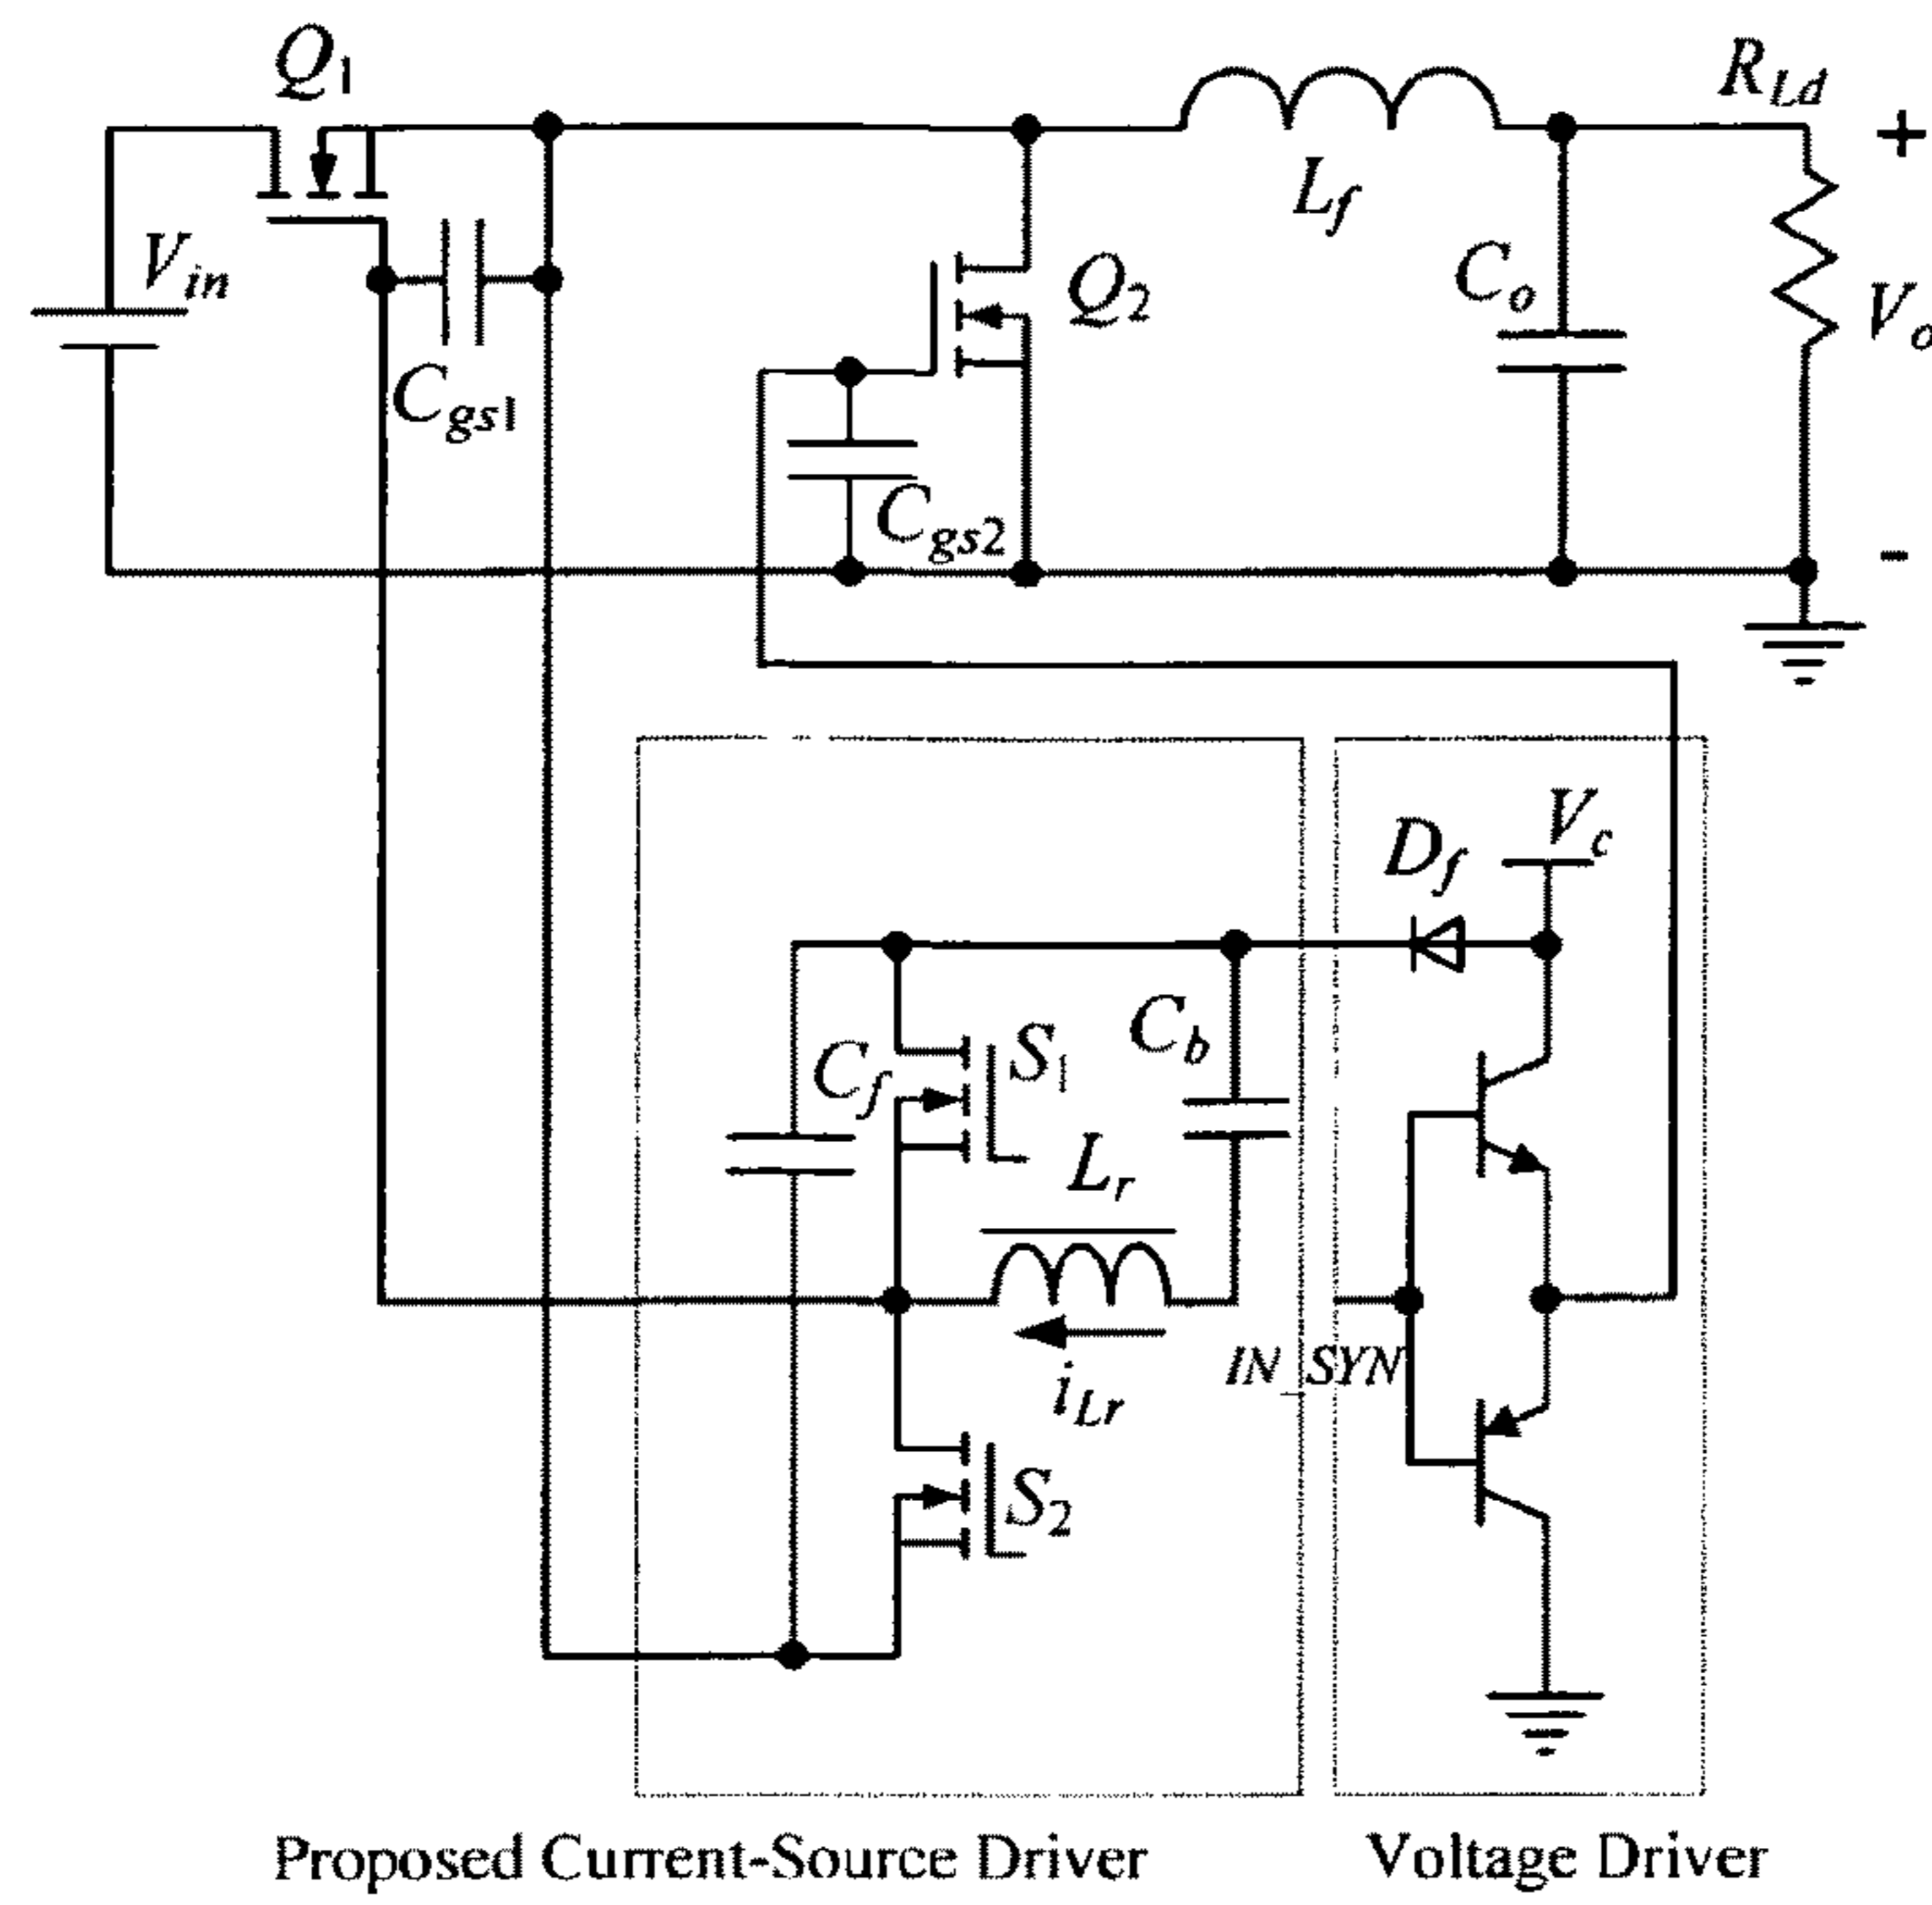 Q1
RLd
+
Lf
Vin
Q2
Co
Vo
Cgs1
Cgs2
-
Vc
Df
S1
Cb
Cf
Lr
IN_SYN
iLr
S2
Proposed Current-Source Driver
Voltage Driver